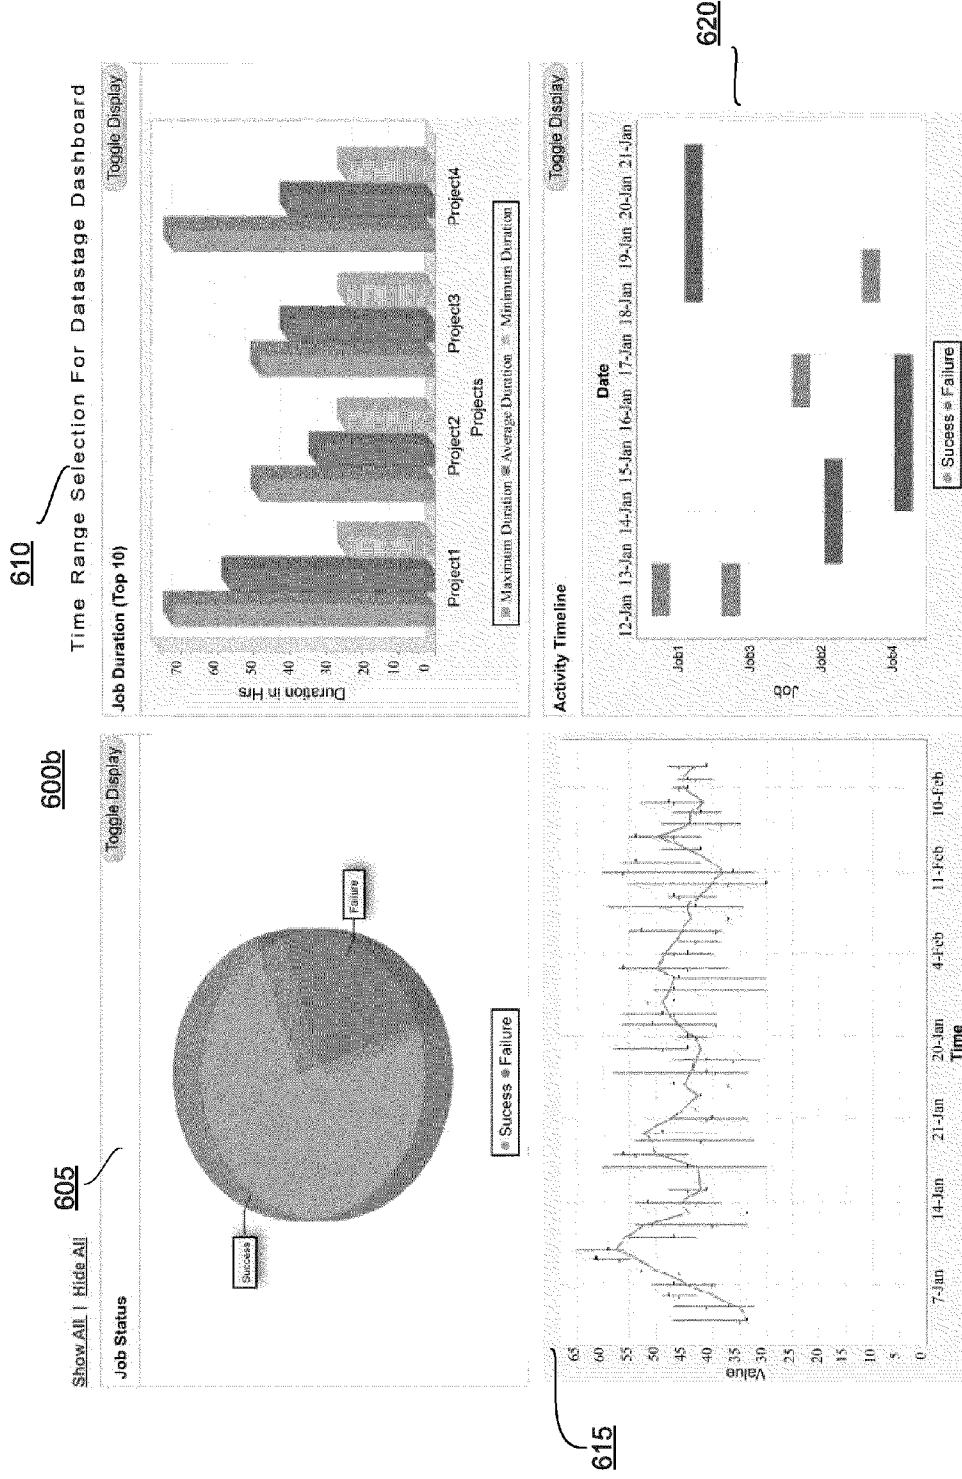 600b
610
Show All | Hide All
605
Time Range Selection For Datastage Dashboard
Job Status
Toggle Display
Success
Failure
Sucess Failure
Job Duration (Top 10)
Toggle Display
70
60
50
40
30
20
10
0
Duration in Hrs
Project1 Project2 Project3 Project4
Projects
Maximum Duration Average Duration Minimum Duration
615
65
60
55
50
45
40
35
30
25
20
15
10
5
0
Value
7-Jan 14-Jan 21-Jan 20-Jan 4-Feb 11-Feb 10-Feb
Time
Activity Timeline
Toggle Display
620
Date
12-Jan 13-Jan 14-Jan 15-Jan 16-Jan 17-Jan 18-Jan 19-Jan 20-Jan 21-Jan
Job1
Job3
Job2
Job4
Job
Sucess Failure